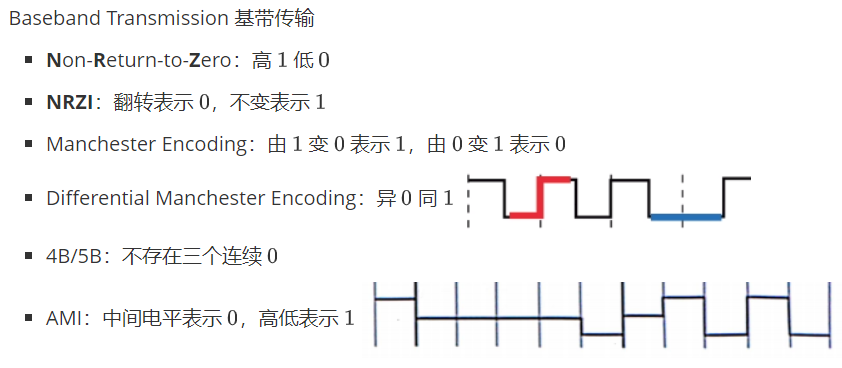 Baseband Transmission 基带传输
Non-Return-to-Zero：高 1 低 0
NRZI：翻转表示 0，不变表示 1
Manchester Encoding：由 1 变 0 表示 1，由 0 变 1 表示 0
Differential Manchester Encoding：异 0 同 1
4B/5B：不存在三个连续 0
AMI：中间电平表示 0，高低表示 1